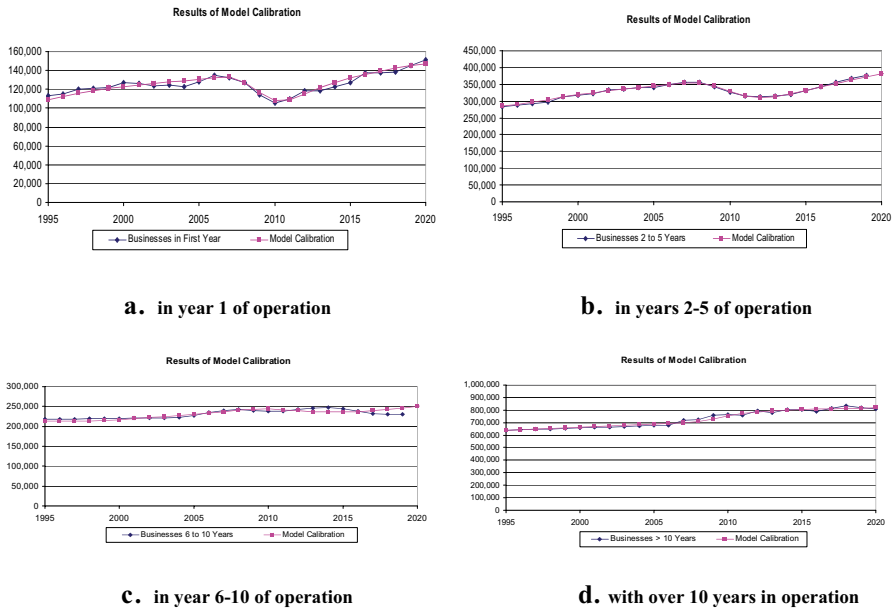 Results of Model Calibration
160,000
140,000
120,000
100,000
80,000
60,000
40,000
20,000
0
1995 2000 2005 2010 2015 2020
Businesses in First Year Model Calibration
a. in year 1 of operation
Results of Model Calibration
450,000
400,000
350,000
300,000
250,000
200,000
150,000
100,000
50,000
0
1995 2000 2005 2010 2015 2020
Businesses 2 to 5 Years Model Calibration
b. in years 2-5 of operation
Results of Model Calibration
300,000
250,000
200,000
150,000
100,000
50,000
0
1995 2000 2005 2010 2015 2020
Businesses 6 to 10 Years Model Calibration
c. in year 6-10 of operation
Results of Model Calibration
1,000,000
900,000
800,000
700,000
600,000
500,000
400,000
300,000
200,000
100,000
0
1995 2000 2005 2010 2015 2020
Businesses > 10 Years Model Calibration
d. with over 10 years in operation